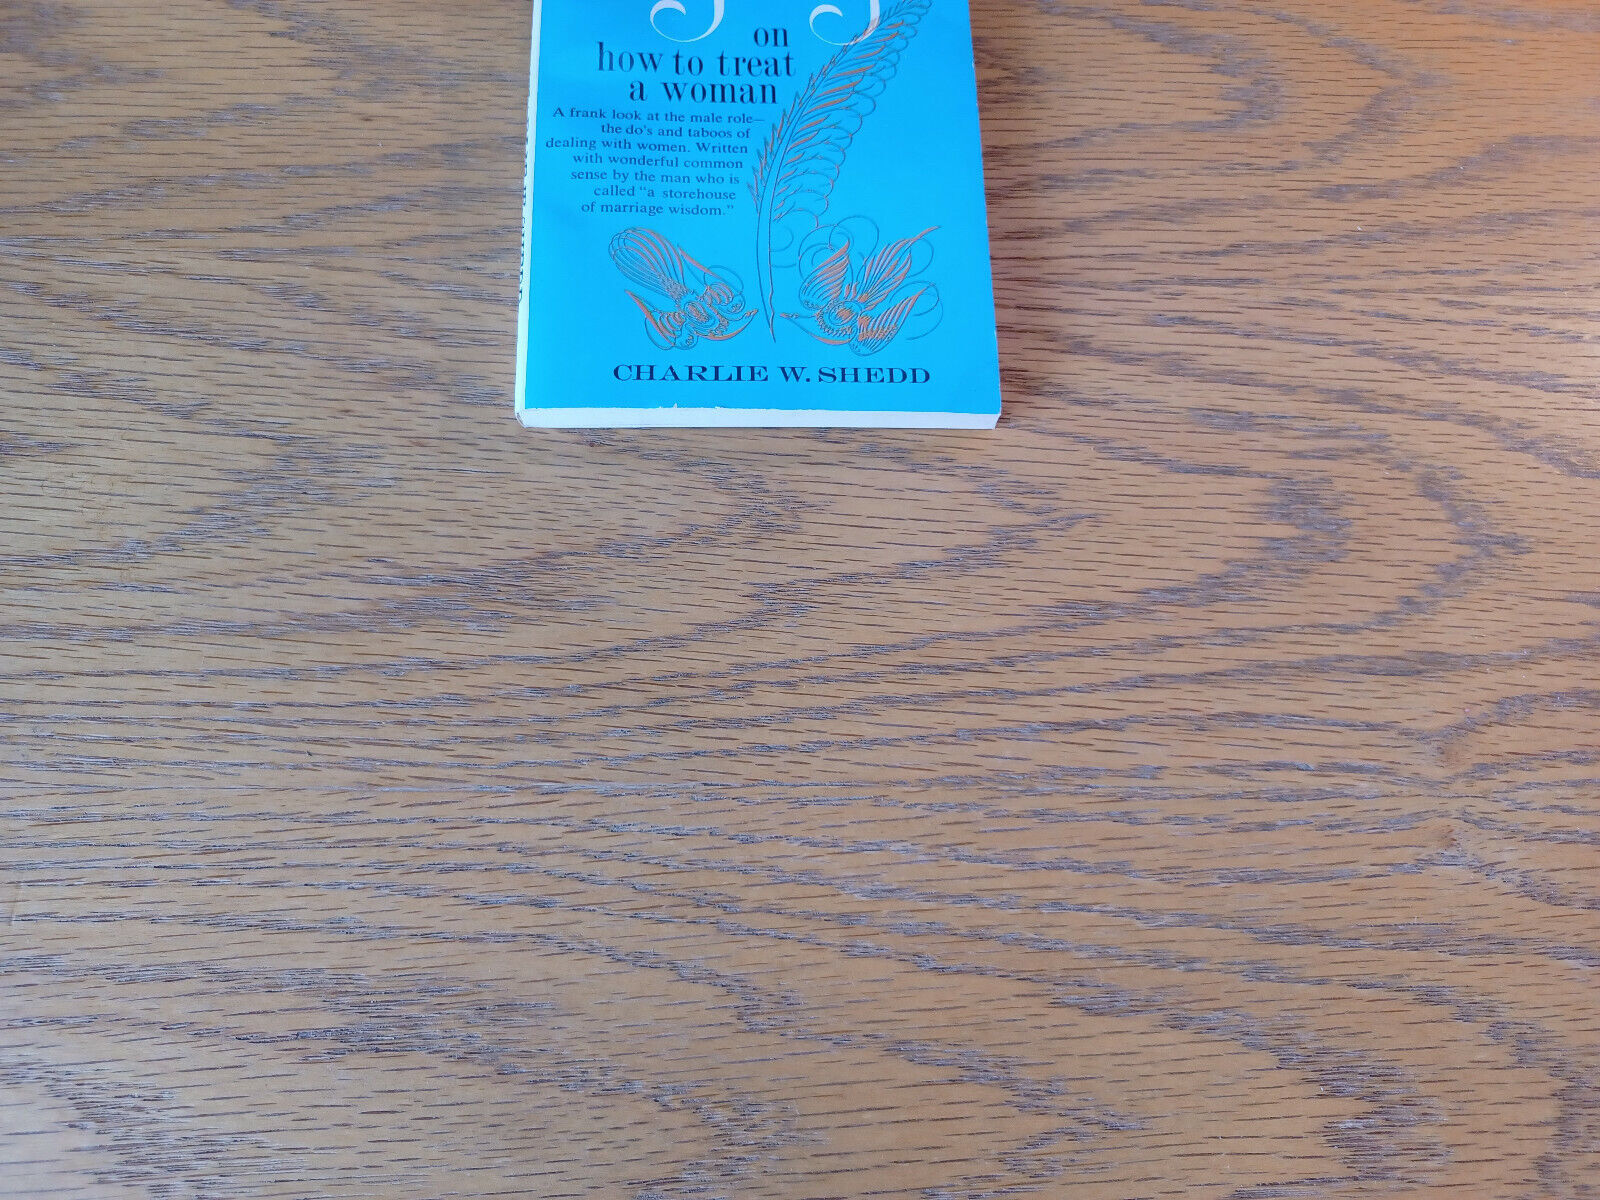 on
how to treat
a woman
A frank look at the male role—
the do's and taboos of
dealing with women. Written
with wonderful common
sense by the man who is
called "a storehouse
of marriage wisdom."
CHARLIE W. SHEDD